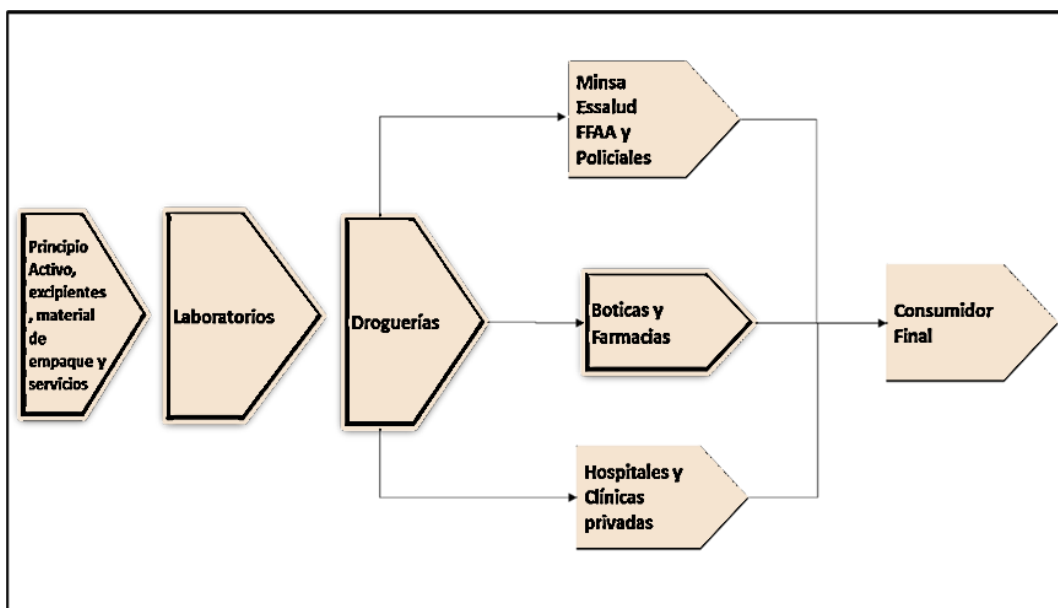 Principio
Activo,
excipientes
, material
de
empaque y
servicios
Laboratorios
Droguerías
Minsa
Essalud
FFAA y
Policiales
Boticas y
Farmacias
Hospitales y
Clínicas
privadas
Consumidor
Final